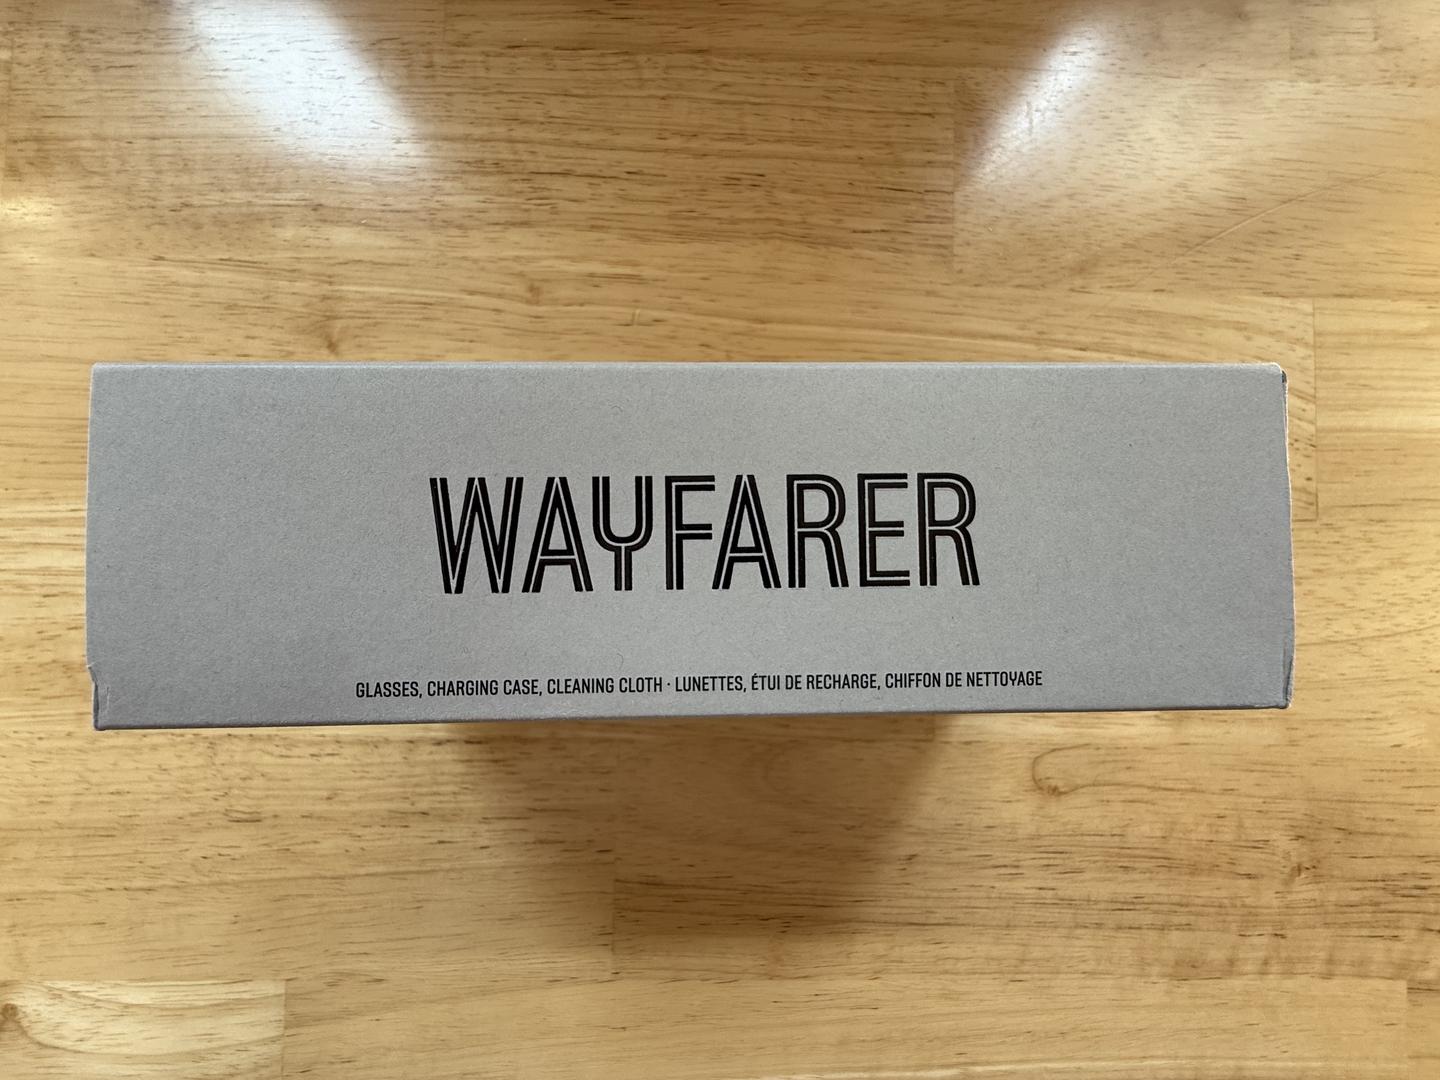 WAYFARER
GLASSES, CHARGING CASE, CLEANING CLOTH · LUNETTES, ÉTUI DE RECHARGE, CHIFFON DE NETTOYAGE